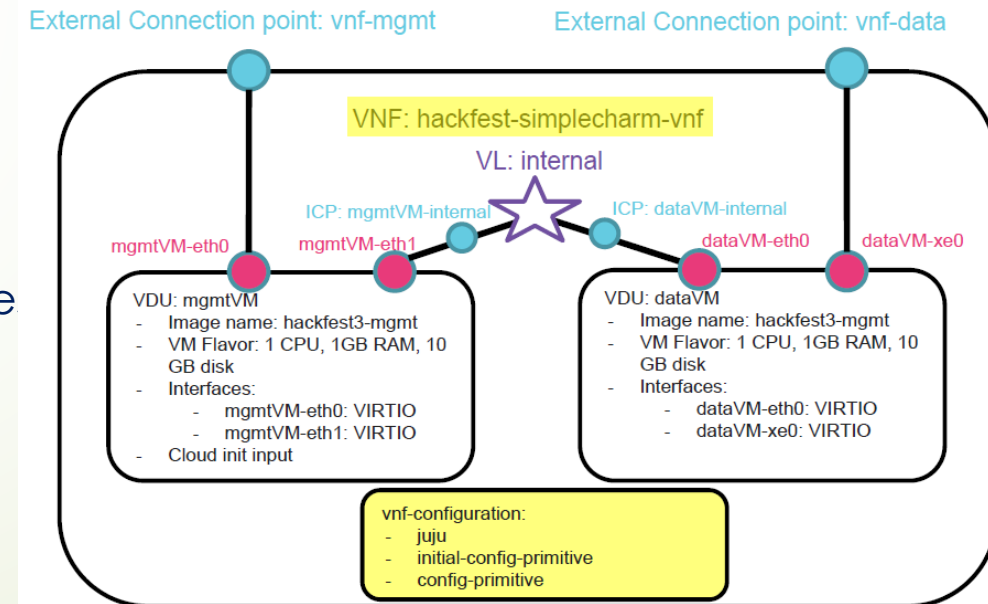 External Connection point: vnf-mgmt
External Connection point: vnf-data
VNF: hackfest-simplecharm-vnf
VL: internal
ICP: mgmtVM-internal
ICP: dataVM-internal
mgmtVM-eth0
mgmtVM-eth1
dataVM-eth0
dataVM-xe0
e
VDU: mgmtVM
- Image name: hackfest3-mgmt
- VM Flavor: 1 CPU, 1GB RAM, 10
GB disk
- Interfaces:
- mgmtVM-eth0: VIRTIO
- mgmtVM-eth1: VIRTIO
- Cloud init input
VDU: dataVM
- Image name: hackfest3-mgmt
- VM Flavor: 1 CPU, 1GB RAM, 10
GB disk
- Interfaces:
- dataVM-eth0: VIRTIO
- dataVM-xe0: VIRTIO
vnf-configuration:
- juju
- initial-config-primitive
- config-primitive